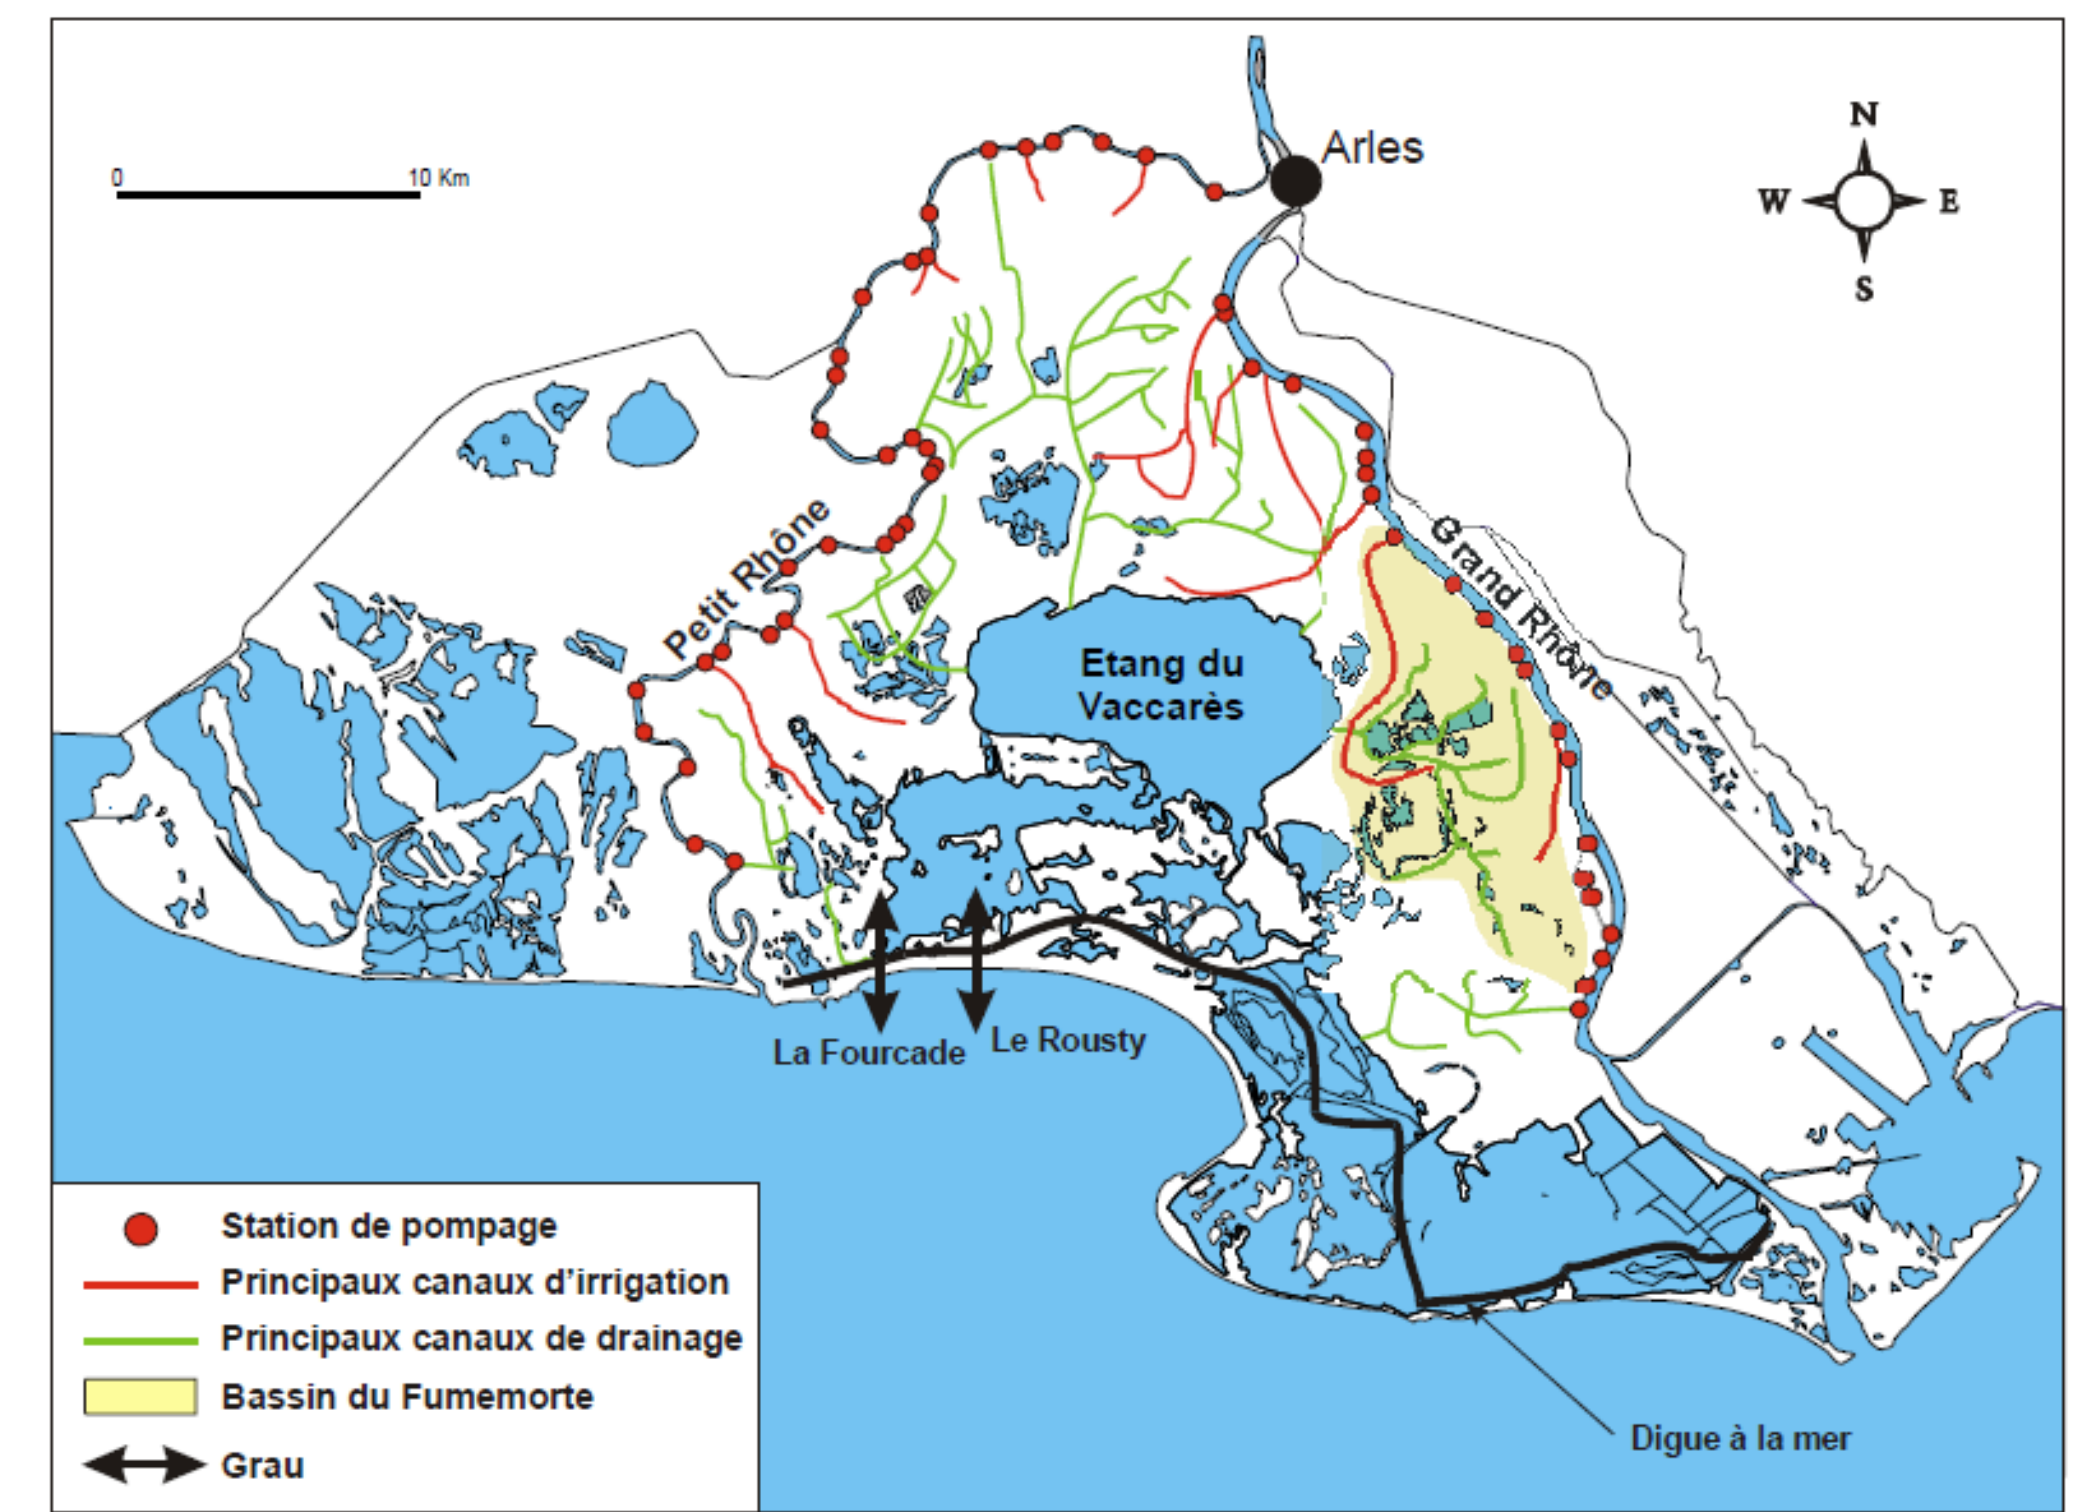 N
Arles
0
10 Km
W
E
S
Petit Rhône
Grand Rhône
Etang du
Vaccarès
La Fourcade
Le Rousty
Station de pompage
Principaux canaux d'irrigation
Principaux canaux de drainage
Bassin du Fumemorte
Grau
Digue à la mer